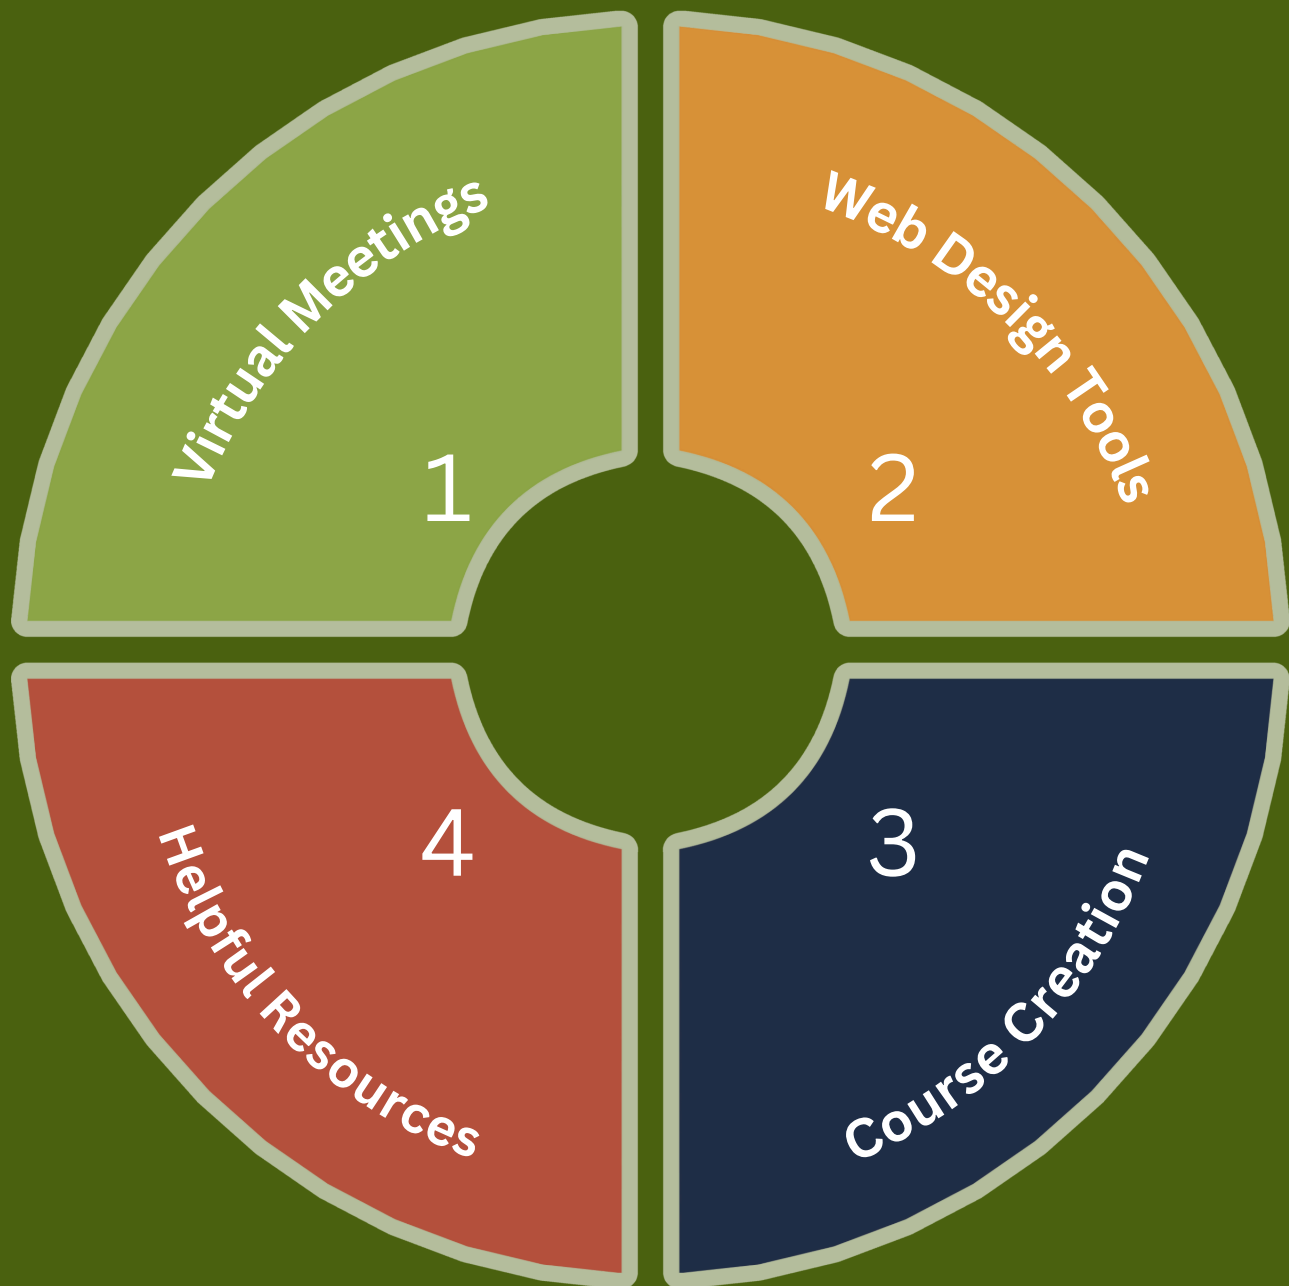 Virtual Meetings
1
Web Design Tools
2
Course Creation
3
Helpful Resources
4